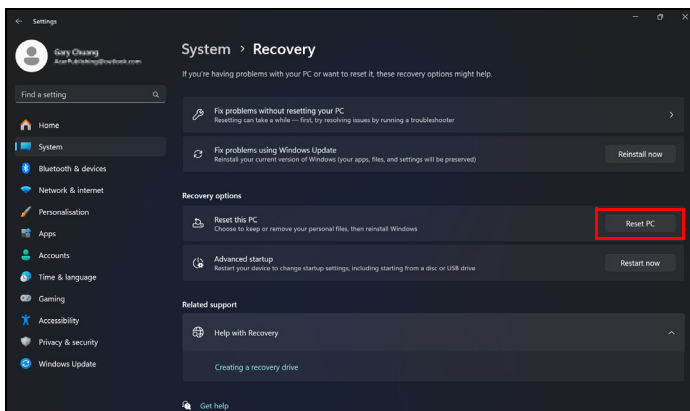 Settings
Gary Chuang
AcerPublishing@outlook.com
Find a setting
Home
System
Bluetooth & devices
Network & internet
Personalisation
Apps
Accounts
Time & language
Gaming
Accessibility
Privacy & security
Windows Update
System > Recovery
If you're having problems with your PC or want to reset it, these recovery options might help.
Fix problems without resetting your PC
Resetting can take a while — first, try resolving issues by running a troubleshooter
Fix problems using Windows Update
Reinstall your current version of Windows (your apps, files, and settings will be preserved)
Reinstall now
Recovery options
Reset this PC
Choose to keep or remove your personal files, then reinstall Windows
Reset PC
Advanced startup
Restart your device to change startup settings, including starting from a disc or USB drive
Restart now
Related support
Help with Recovery
Creating a recovery drive
Get help